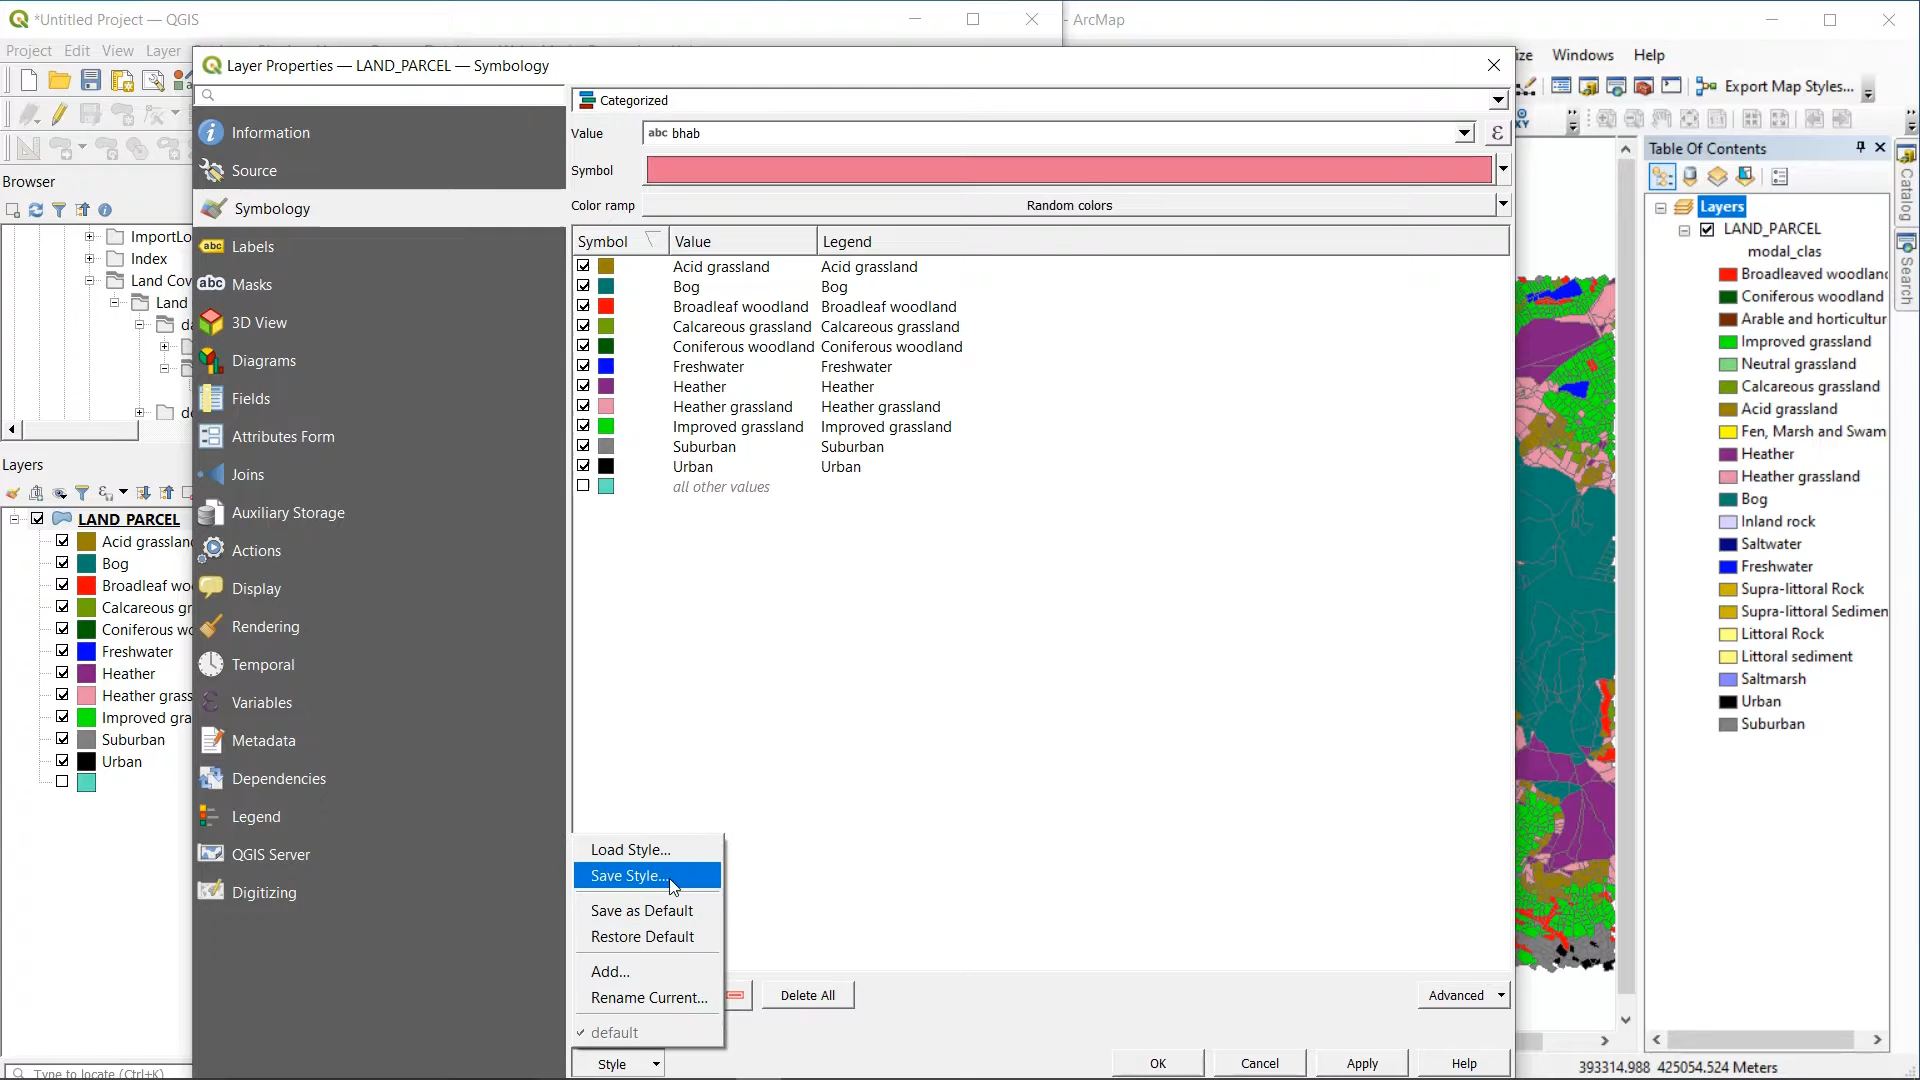 *Untitled Project — QGIS
- ArcMap
Project Edit View Layer
Windows Help
Layer Properties — LAND_PARCEL — Symbology
Export Map Styles...
Categorized
Value
abc bhab
ε
Symbol
Color ramp
Random colors
Information
Source
Symbology
abc Labels
abc Masks
3D View
Diagrams
Fields
Attributes Form
Joins
Auxiliary Storage
Actions
Display
Rendering
Temporal
Variables
Metadata
Dependencies
Legend
QGIS Server
Digitizing
Browser
ImportLo
Index
Land Cov
Land
da
do
Layers
LAND PARCEL
Acid grasslan
Bog
Broadleaf wo
Calcareous gr
Coniferous wo
Freshwater
Heather
Heather grass
Improved gra
Suburban
Urban
Type to locate (Ctrl+K)
Symbol Value Legend
Acid grassland Acid grassland
Bog Bog
Broadleaf woodland Broadleaf woodland
Calcareous grassland Calcareous grassland
Coniferous woodland Coniferous woodland
Freshwater Freshwater
Heather Heather
Heather grassland Heather grassland
Improved grassland Improved grassland
Suburban Suburban
Urban Urban
all other values
Load Style...
Save Style...
Save as Default
Restore Default
Add...
Rename Current...
default
Delete All
Advanced
Style
OK Cancel Apply Help
Table Of Contents
Catalog
Search
Layers
LAND_PARCEL
modal_clas
Broadleaved woodlan
Coniferous woodland
Arable and horticultur
Improved grassland
Neutral grassland
Calcareous grassland
Acid grassland
Fen, Marsh and Swam
Heather
Heather grassland
Bog
Inland rock
Saltwater
Freshwater
Supra-littoral Rock
Supra-littoral Sedimen
Littoral Rock
Littoral sediment
Saltmarsh
Urban
Suburban
393314.988 425054.524 Meters